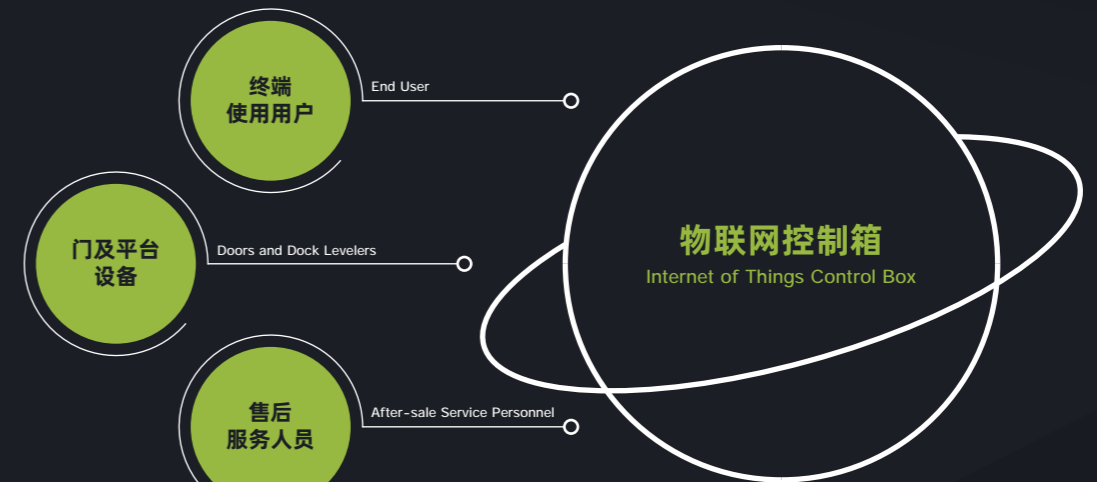 终端
使用用户
End User
门及平台
设备
Doors and Dock Levelers
物联网控制箱
Internet of Things Control Box
售后
服务人员
After-sale Service Personnel